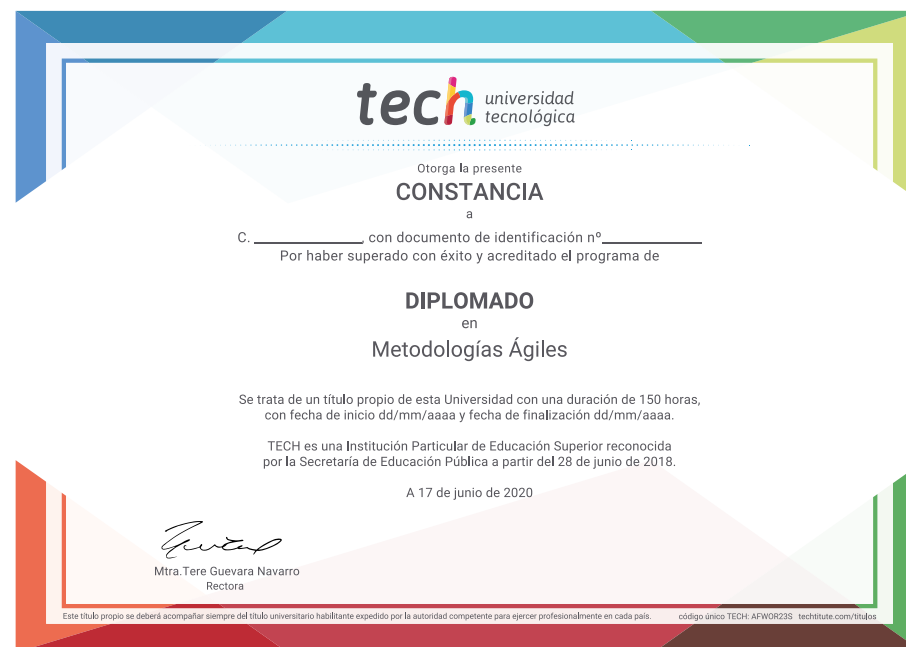 tech universidad
tecnológica
Otorga la presente
CONSTANCIA
a
C. ____________, con documento de identificación nº____________
Por haber superado con éxito y acreditado el programa de
DIPLOMADO
en
Metodologías Ágiles
Se trata de un título propio de esta Universidad con una duración de 150 horas,
con fecha de inicio dd/mm/aaaa y fecha de finalización dd/mm/aaaa.
TECH es una Institución Particular de Educación Superior reconocida
por la Secretaría de Educación Pública a partir del 28 de junio de 2018.
A 17 de junio de 2020
Mtra.Tere Guevara Navarro
Rectora
Este título propio se deberá acompañar siempre del título universitario habilitante expedido por la autoridad competente para ejercer profesionalmente en cada país. código único TECH: AFWOR23S techtitute.com/titulos